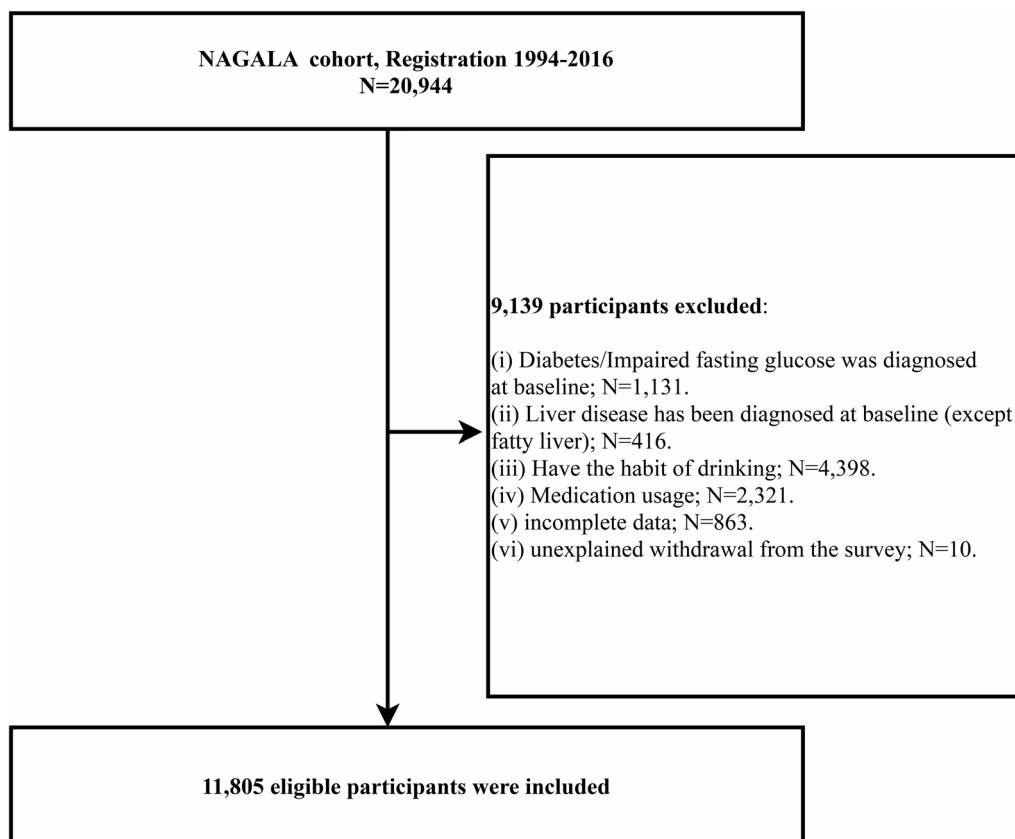 NAGALA cohort, Registration 1994-2016
N=20,944
9,139 participants excluded:
(i) Diabetes/Impaired fasting glucose was diagnosed
at baseline; N=1,131.
(ii) Liver disease has been diagnosed at baseline (except
fatty liver); N=416.
(iii) Have the habit of drinking; N=4,398.
(iv) Medication usage; N=2,321.
(v) incomplete data; N=863.
(vi) unexplained withdrawal from the survey; N=10.
11,805 eligible participants were included